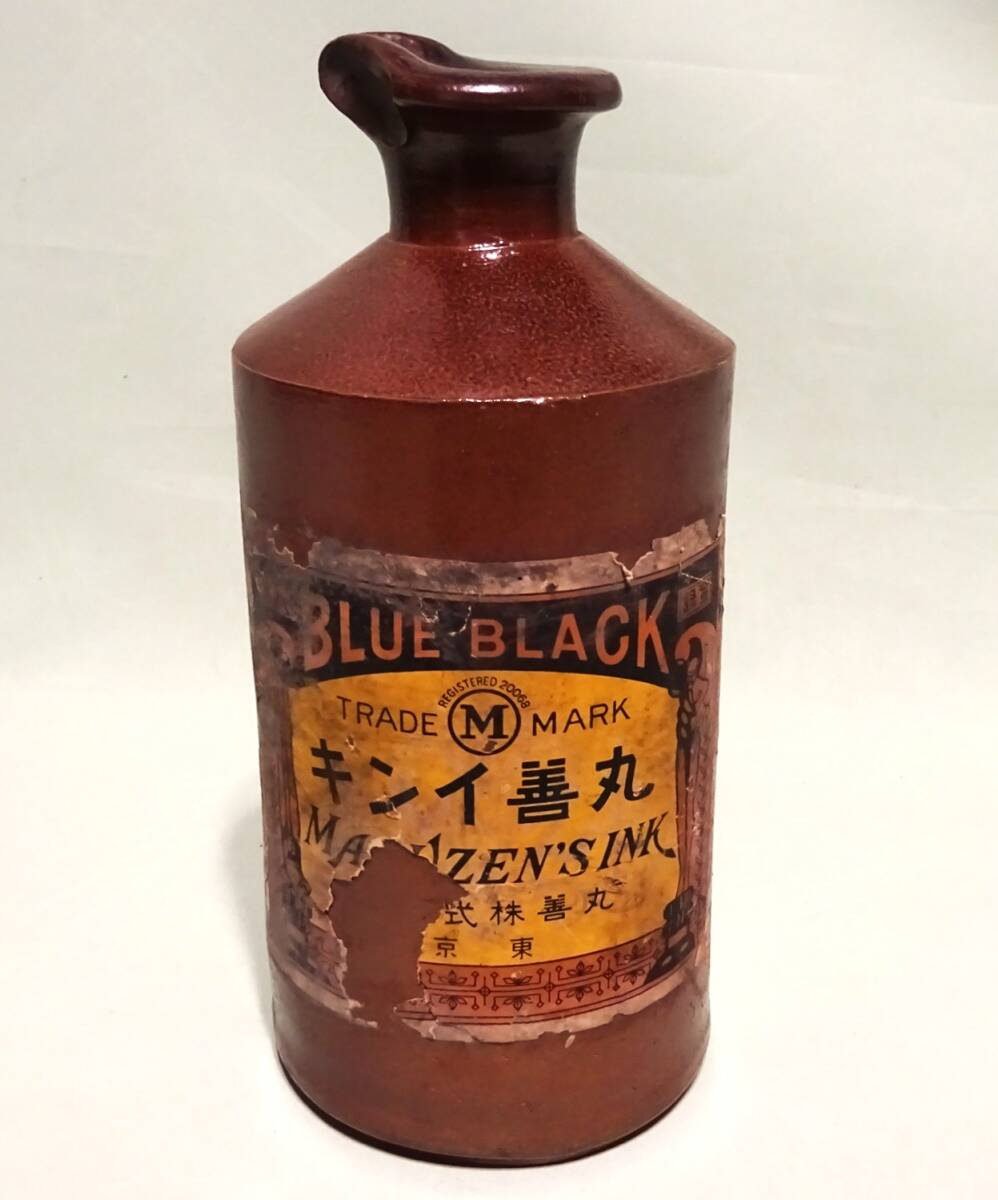 BLUE BLACK
REGISTERED 20068
TRADE M MARK
丸善インキ
MA ZEN'S INK
丸善株式
東京